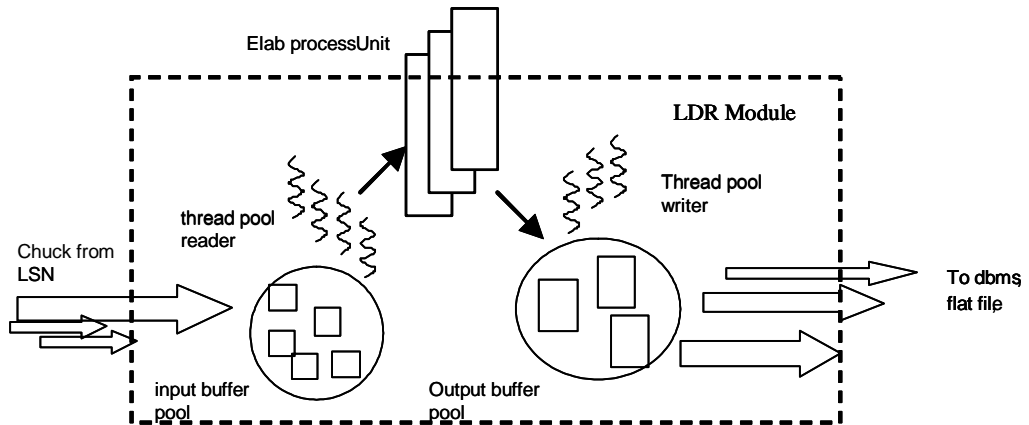 Elab processUnit
LDR Module
Thread pool
writer
thread pool
reader
Chuck from
LSN
To dbms,
flat file,
input buffer
pool
Output buffer
pool